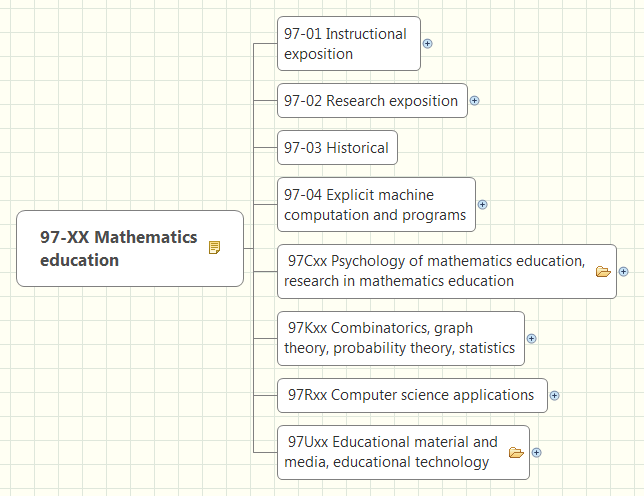 97-XX Mathematics
education
97-01 Instructional
exposition
97-02 Research exposition
97-03 Historical
97-04 Explicit machine
computation and programs
97Cxx Psychology of mathematics education,
research in mathematics education
97Kxx Combinatorics, graph
theory, probability theory, statistics
97Rxx Computer science applications
97Uxx Educational material and
media, educational technology